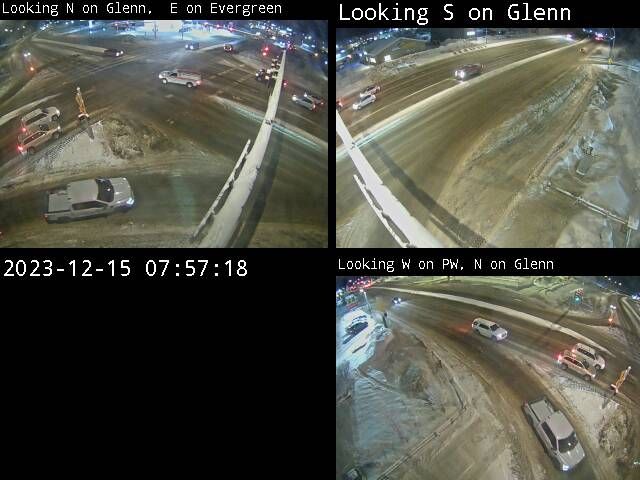 Looking N on Glenn,  E on Evergreen
Looking S on Glenn
2023-12-15 07:57:18
Looking W on PW, N on Glenn